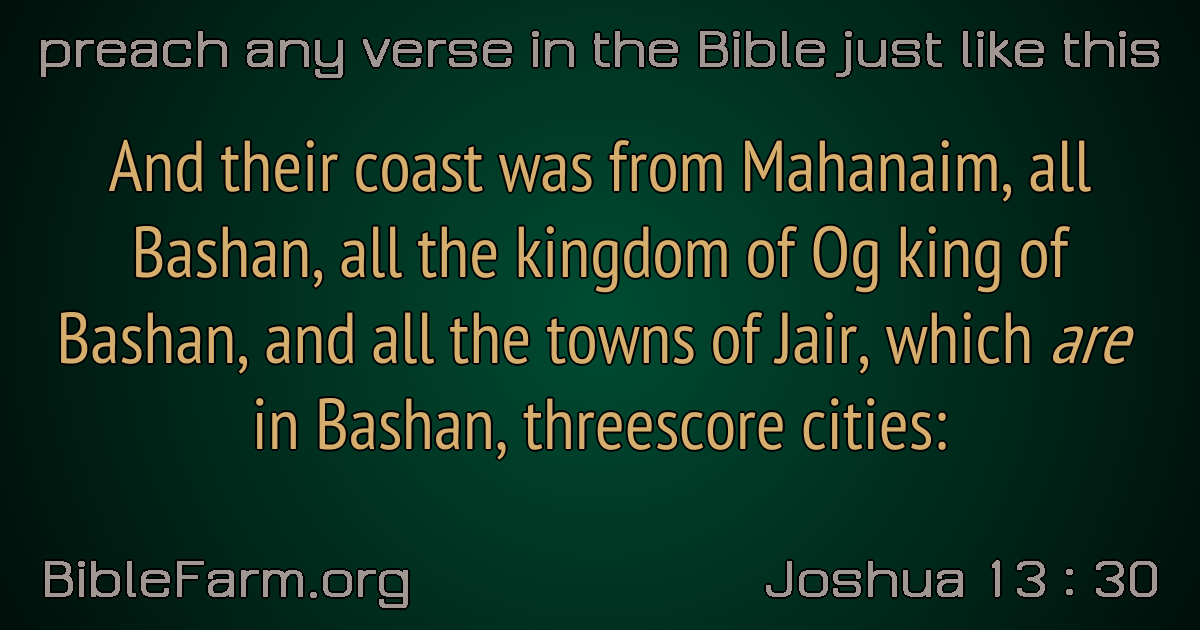 preach any verse in the Bible just like this
And their coast was from Mahanaim, all
Bashan, all the kingdom of Og king of
Bashan, and all the towns of Jair, which are
in Bashan, threescore cities:
BibleFarm.org
Joshua 13 : 30